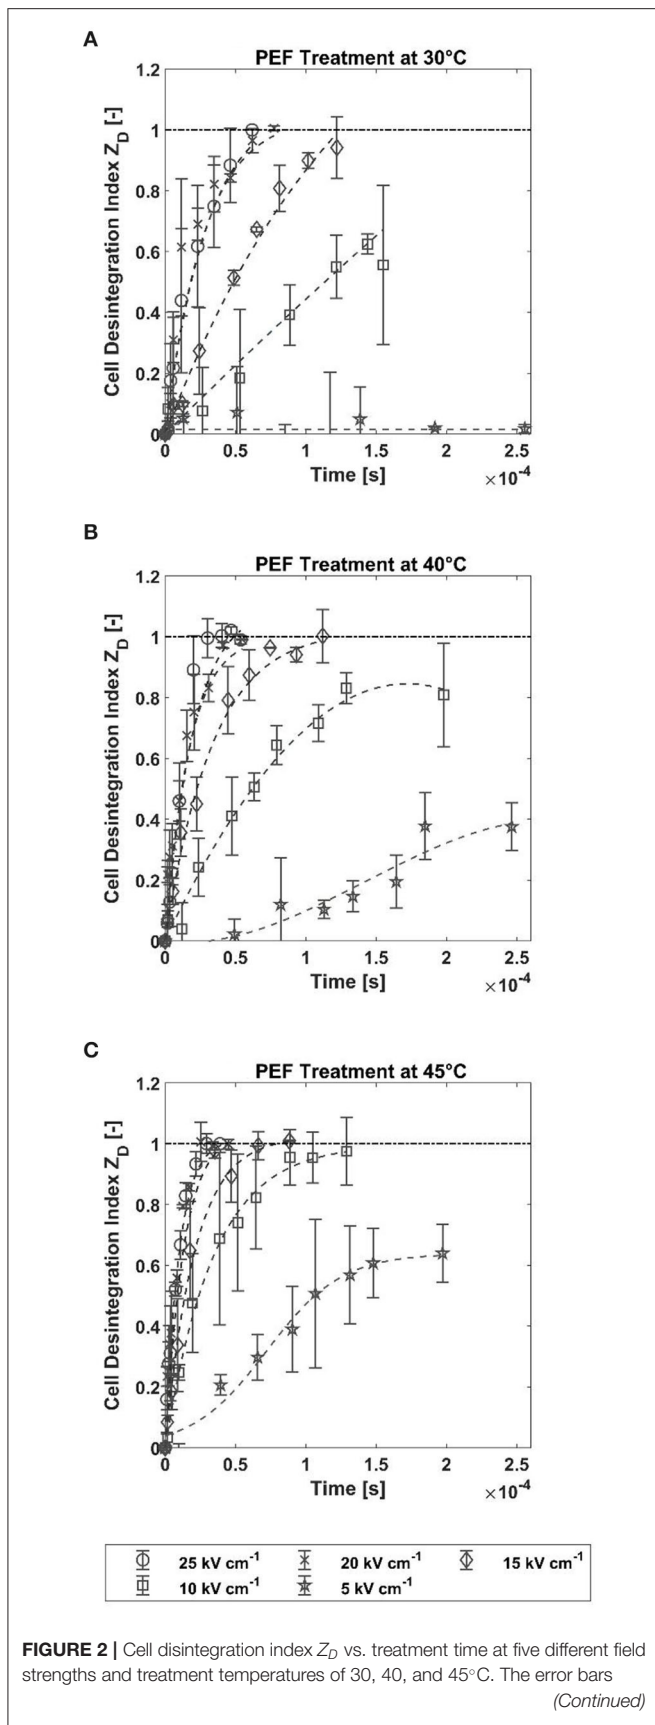 A
PEF Treatment at 30°C
1.2
1
0.8
0.6
0.4
0.2
0
Cell Desintegration Index Z_D [-]
0 0.5 1 1.5 2 2.5
Time [s]
×10^-4
B
PEF Treatment at 40°C
1.2
1
0.8
0.6
0.4
0.2
0
Cell Desintegration Index Z_D [-]
0 0.5 1 1.5 2 2.5
Time [s]
×10^-4
C
PEF Treatment at 45°C
1.2
1
0.8
0.6
0.4
0.2
0
Cell Desintegration Index Z_D [-]
0 0.5 1 1.5 2 2.5
Time [s]
×10^-4
25 kV cm^-1 20 kV cm^-1 15 kV cm^-1
10 kV cm^-1 5 kV cm^-1
FIGURE 2 | Cell disintegration index Z_D vs. treatment time at five different field
strengths and treatment temperatures of 30, 40, and 45°C. The error bars
(Continued)